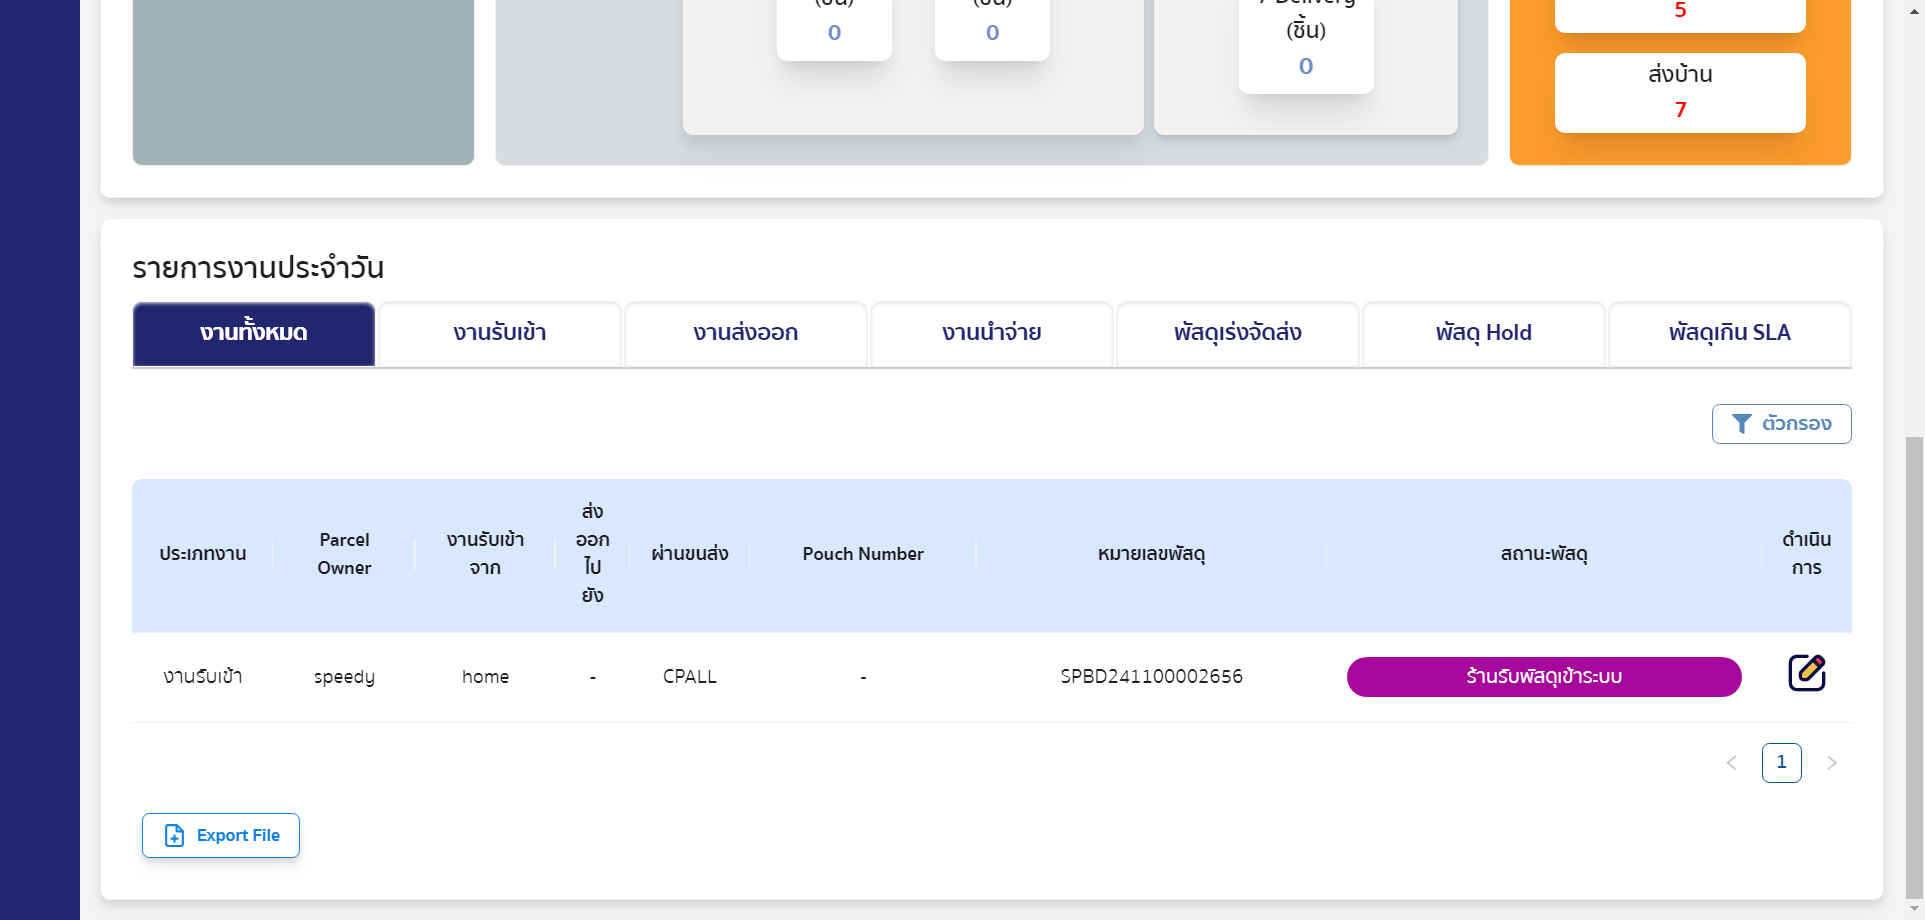 (ชิ้น)
(ชิ้น)
7 Delivery
(ชิ้น)
0
0
0
5
ส่งบ้าน
7
รายการงานประจำวัน
งานทั้งหมด
งานรับเข้า
งานส่งออก
งานนำจ่าย
พัสดุเร่งจัดส่ง
พัสดุ Hold
พัสดุเกิน SLA
ตัวกรอง
ประเภทงาน
Parcel
Owner
งานรับเข้า
จาก
ส่ง
ออก
ไป
ยัง
ผ่านขนส่ง
Pouch Number
หมายเลขพัสดุ
สถานะพัสดุ
ดำเนิน
การ
งานรับเข้า
speedy
home
-
CPALL
-
SPBD241100002656
ร้านรับพัสดุเข้าระบบ
1
Export File